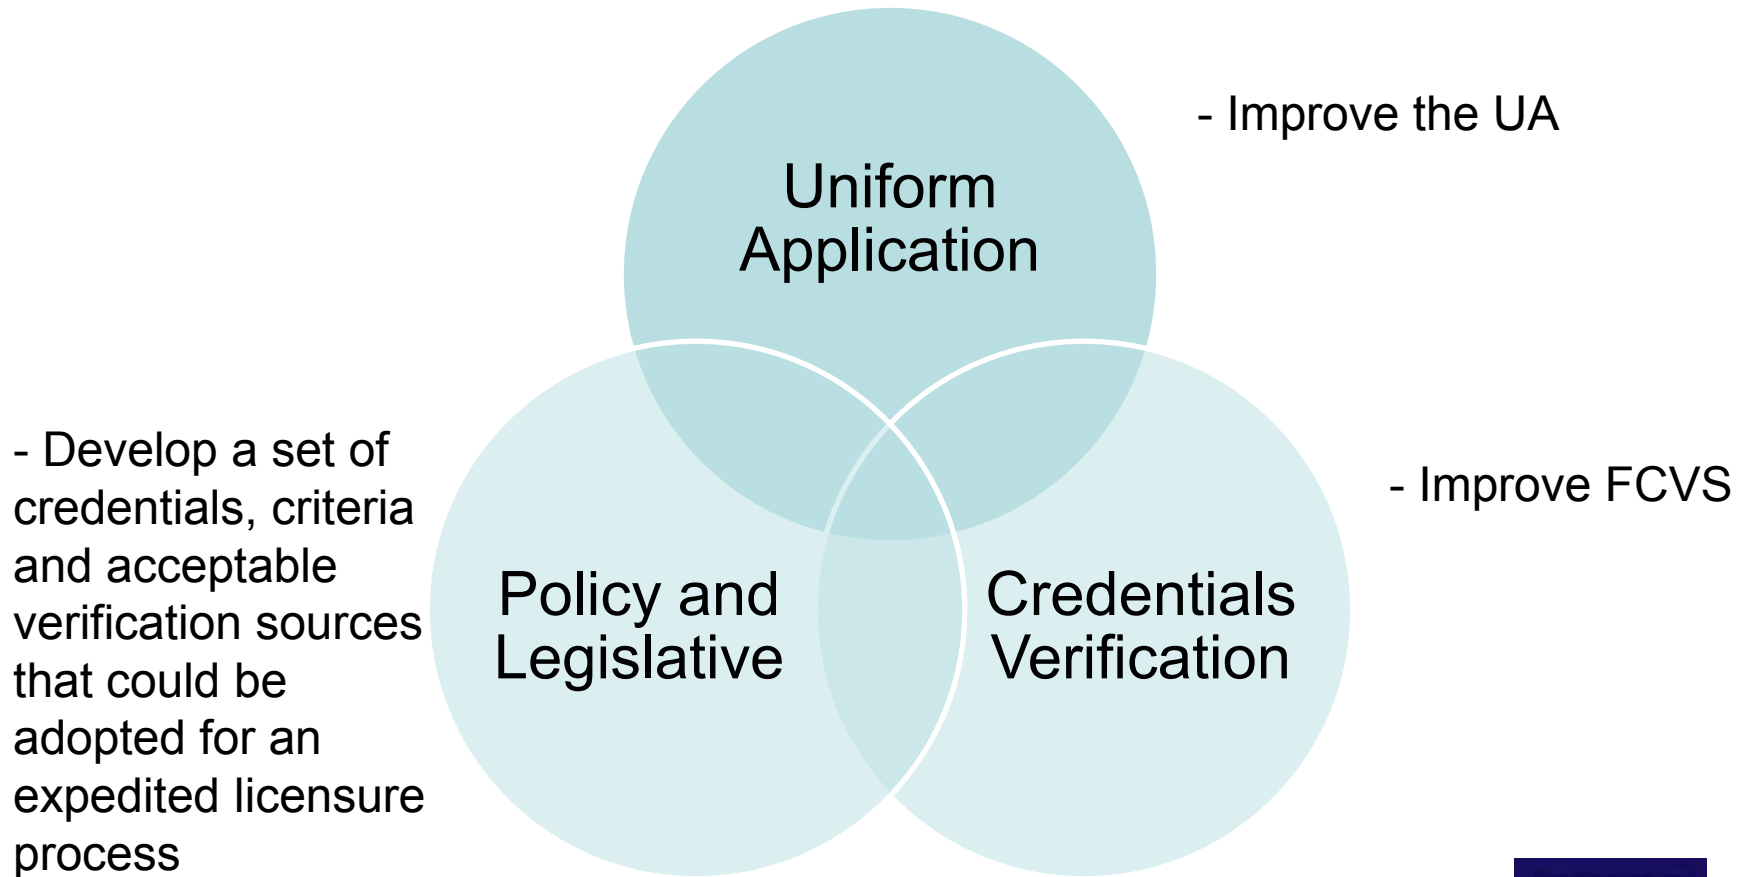 - Improve the UA
Uniform
Application
- Develop a set of
credentials, criteria
and acceptable
verification sources
that could be
adopted for an
expedited licensure
process
- Improve FCVS
Policy and
Legislative
Credentials
Verification